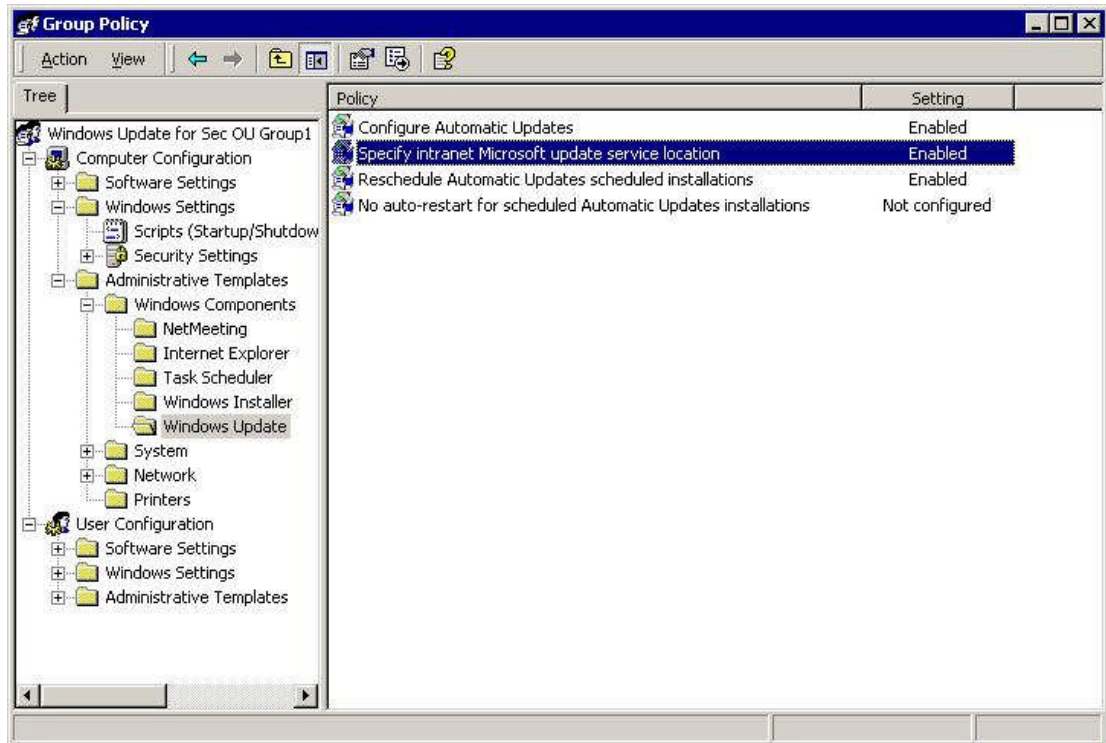 Group Policy
Action View
Tree
Policy Setting
Windows Update for Sec OU Group1
Computer Configuration
Software Settings
Windows Settings
Scripts (Startup/Shutdow
Security Settings
Administrative Templates
Windows Components
NetMeeting
Internet Explorer
Task Scheduler
Windows Installer
Windows Update
System
Network
Printers
User Configuration
Software Settings
Windows Settings
Administrative Templates
Configure Automatic Updates Enabled
Specify intranet Microsoft update service location Enabled
Reschedule Automatic Updates scheduled installations Enabled
No auto-restart for scheduled Automatic Updates installations Not configured